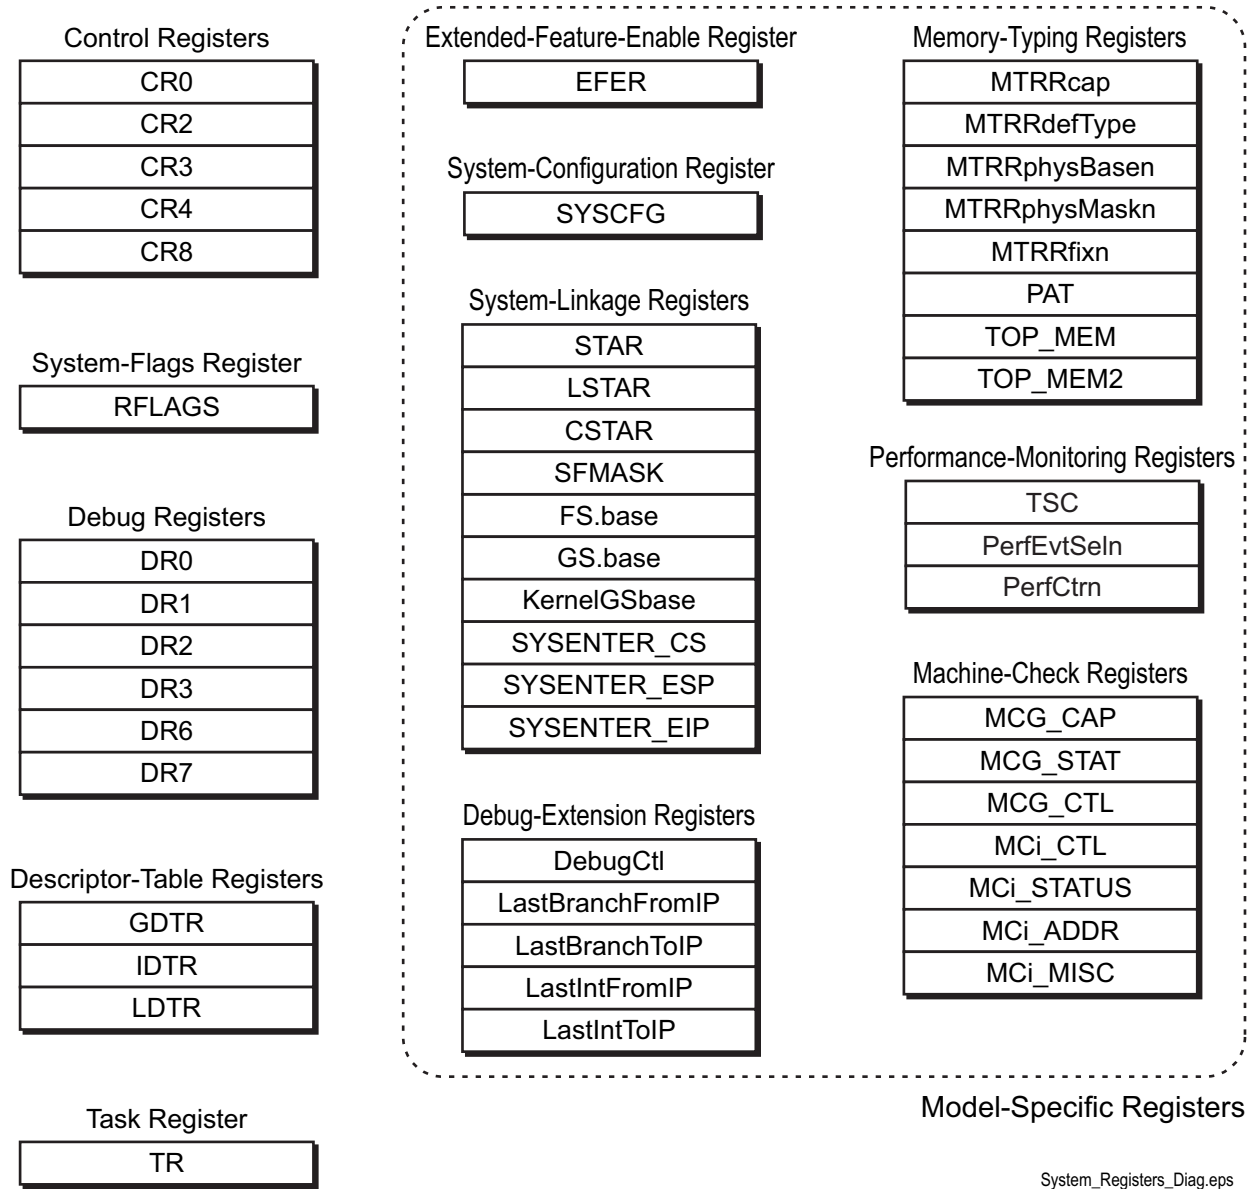 Control Registers
CR0
CR2
CR3
CR4
CR8
System-Flags Register
RFLAGS
Debug Registers
DR0
DR1
DR2
DR3
DR6
DR7
Descriptor-Table Registers
GDTR
IDTR
LDTR
Task Register
TR
Extended-Feature-Enable Register
EFER
System-Configuration Register
SYSCFG
System-Linkage Registers
STAR
LSTAR
CSTAR
SFMASK
FS.base
GS.base
KernelGSbase
SYSENTER_CS
SYSENTER_ESP
SYSENTER_EIP
Debug-Extension Registers
DebugCtl
LastBranchFromIP
LastBranchToIP
LastIntFromIP
LastIntToIP
Memory-Typing Registers
MTRRcap
MTRRdefType
MTRRphysBasen
MTRRphysMaskn
MTRRfixn
PAT
TOP_MEM
TOP_MEM2
Performance-Monitoring Registers
TSC
PerfEvtSeln
PerfCtrn
Machine-Check Registers
MCG_CAP
MCG_STAT
MCG_CTL
MCi_CTL
MCi_STATUS
MCi_ADDR
MCi_MISC
Model-Specific Registers
System_Registers_Diag.eps